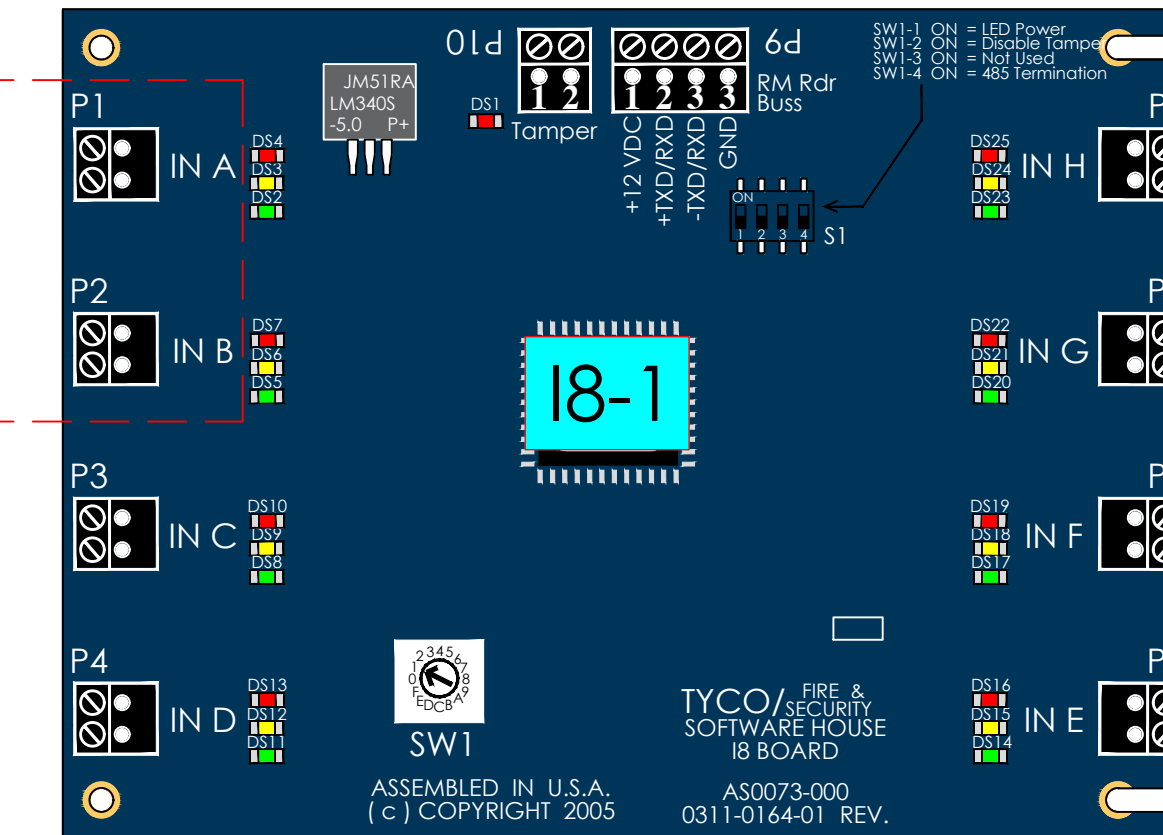 P10
P9
SW1-1 ON = LED Power
SW1-2 ON = Disable Tamper
SW1-3 ON = Not Used
SW1-4 ON = 485 Termination
JM51RA
LM340S
-5.0 P+
DS1
1 2
Tamper
1 2 3 3
RM Rdr
Buss
+12 VDC
+TXD/RXD
-TXD/RXD
GND
ON
1 2 3 4
S1
P1
IN A
DS4
DS3
DS2
DS25
DS24
DS23
IN H
P
P2
IN B
DS7
DS6
DS5
I8-1
DS22
DS21
DS20
IN G
P
P3
IN C
DS10
DS9
DS8
DS19
DS18
DS17
IN F
P
P4
IN D
DS13
DS12
DS11
0123456789ABCDEF
SW1
TYCO/FIRE &
SECURITY
SOFTWARE HOUSE
I8 BOARD
DS16
DS15
DS14
IN E
P
ASSEMBLED IN U.S.A.
( c ) COPYRIGHT 2005
AS0073-000
0311-0164-01 REV.